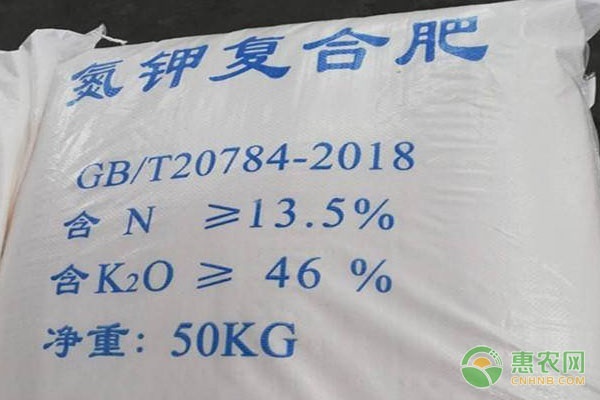 氮钾复合肥
GB/T20784-2018
含 N ≥13.5%
含K2O ≥ 46 %
净重: 50KG
惠农网
CNHNB.COM